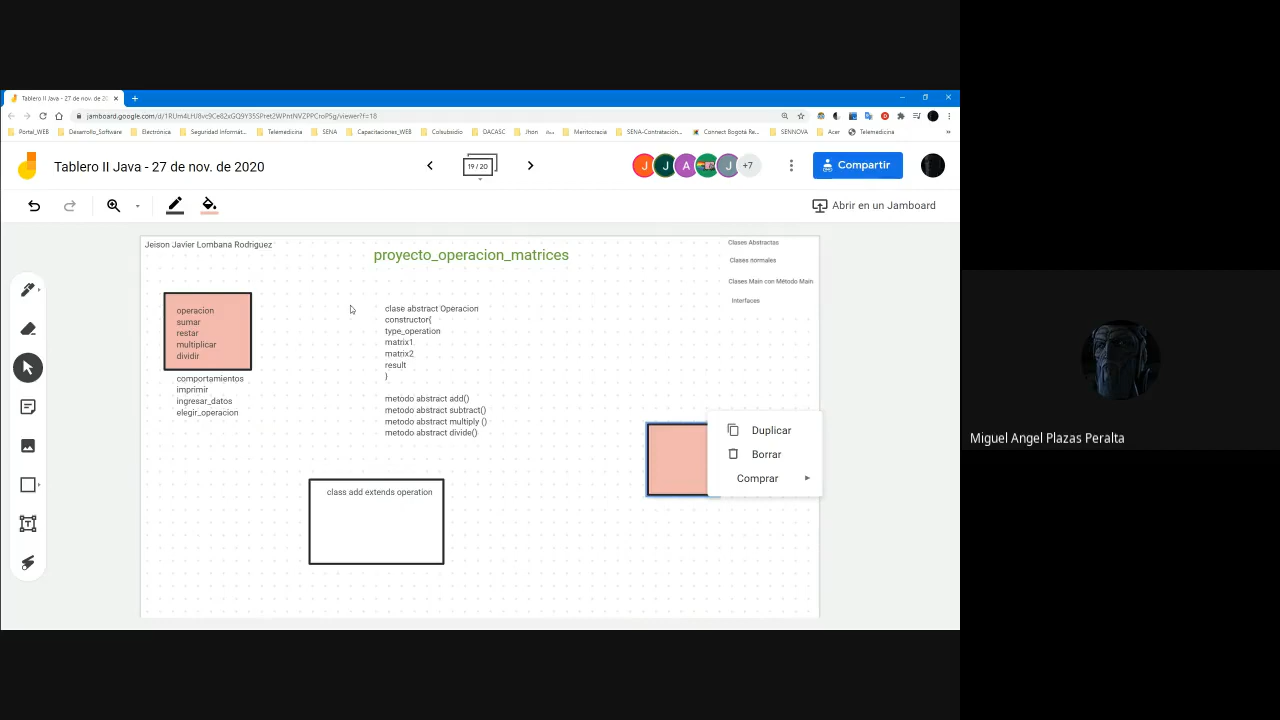 Tablero II Java - 27 de nov. de 20
jamboard.google.com/d/1RUm4LH/8vc9Ce82xGQ9Y35SPret2WPntNVZPPCroP5g/viewer?f=18
Portal_WEB
Desarrollo_Software
Electrónica
Seguridad Informát...
Telemedicina
SENA
Capacitaciones_WEB
Colsubsidio
OACASC
Jhon
Meritocracia
SENA-Contratación...
Connect Bogotá Re...
SENNOVA
Acer
Telemedicina
»
Tablero II Java - 27 de nov. de 2020
19 / 20
J J A J +7
Compartir
Abrir en un Jamboard
Jeison Javier Lombana Rodriguez
proyecto_operacion_matrices
Clases Abstractas
Clases normales
Clases Main con Método Main
Interfaces
operacion
sumar
restar
multiplicar
dividir
comportamientos
imprimir
ingresar_datos
elegir_operacion
clase abstract Operacion
constructor{
type_operation
matrix1
matrix2
result
}
metodo abstract add()
metodo abstract subtract()
metodo abstract multiply ()
metodo abstract divide()
class add extends operation
Duplicar
Borrar
Comprar
Miguel Angel Plazas Peralta